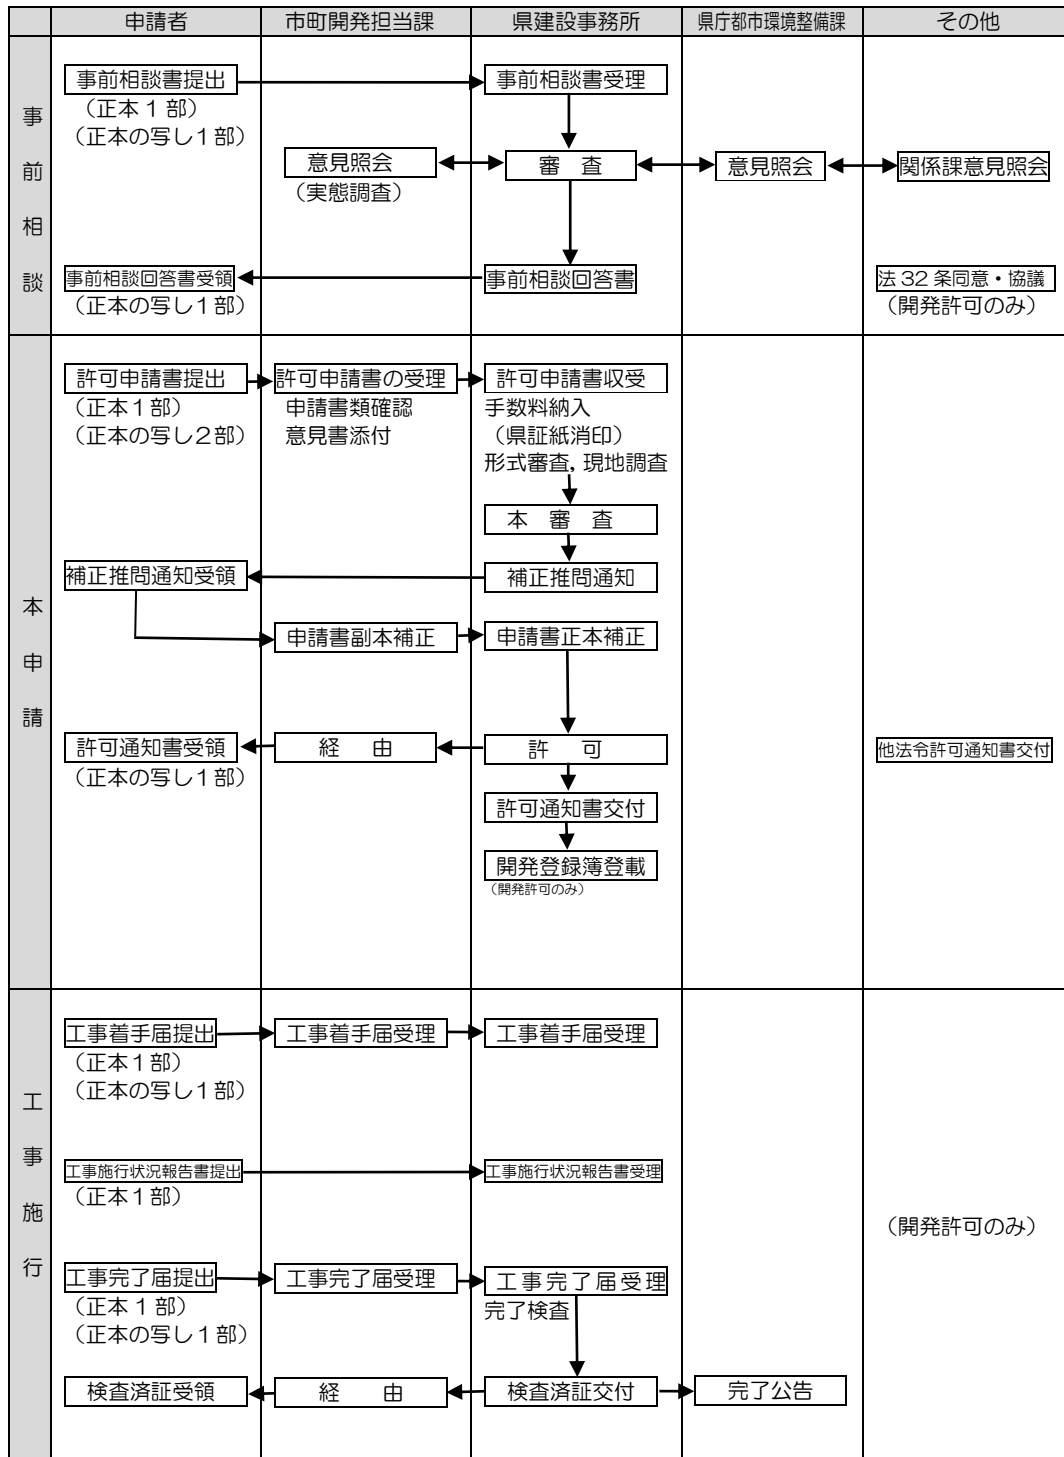 申請者
市町開発担当課
県建設事務所
県庁都市環境整備課
その他
事前相談
事前相談書提出
（正本１部）
（正本の写し１部）
事前相談書受理
意見照会
（実態調査）
審　査
意見照会
関係課意見照会
事前相談回答書受領
（正本の写し１部）
事前相談回答書
法 32 条同意・協議
（開発許可のみ）
本申請
許可申請書提出
（正本１部）
（正本の写し２部）
許可申請書の受理
申請書類確認
意見書添付
許可申請書収受
手数料納入
（県証紙消印）
形式審査，現地調査
本　審　査
補正推問通知受領
補正推問通知
申請書副本補正
申請書正本補正
許可通知書受領
（正本の写し１部）
経　　由
許　　可
他法令許可通知書交付
許可通知書交付
開発登録簿登載
（開発許可のみ）
工事施行
工事着手届提出
（正本１部）
（正本の写し１部）
工事着手届受理
工事着手届受理
工事施行状況報告書提出
（正本１部）
工事施行状況報告書受理
（開発許可のみ）
工事完了届提出
（正本１部）
（正本の写し１部）
工事完了届受理
工事完了届受理
完了検査
検査済証受領
経　　由
検査済証交付
完了公告